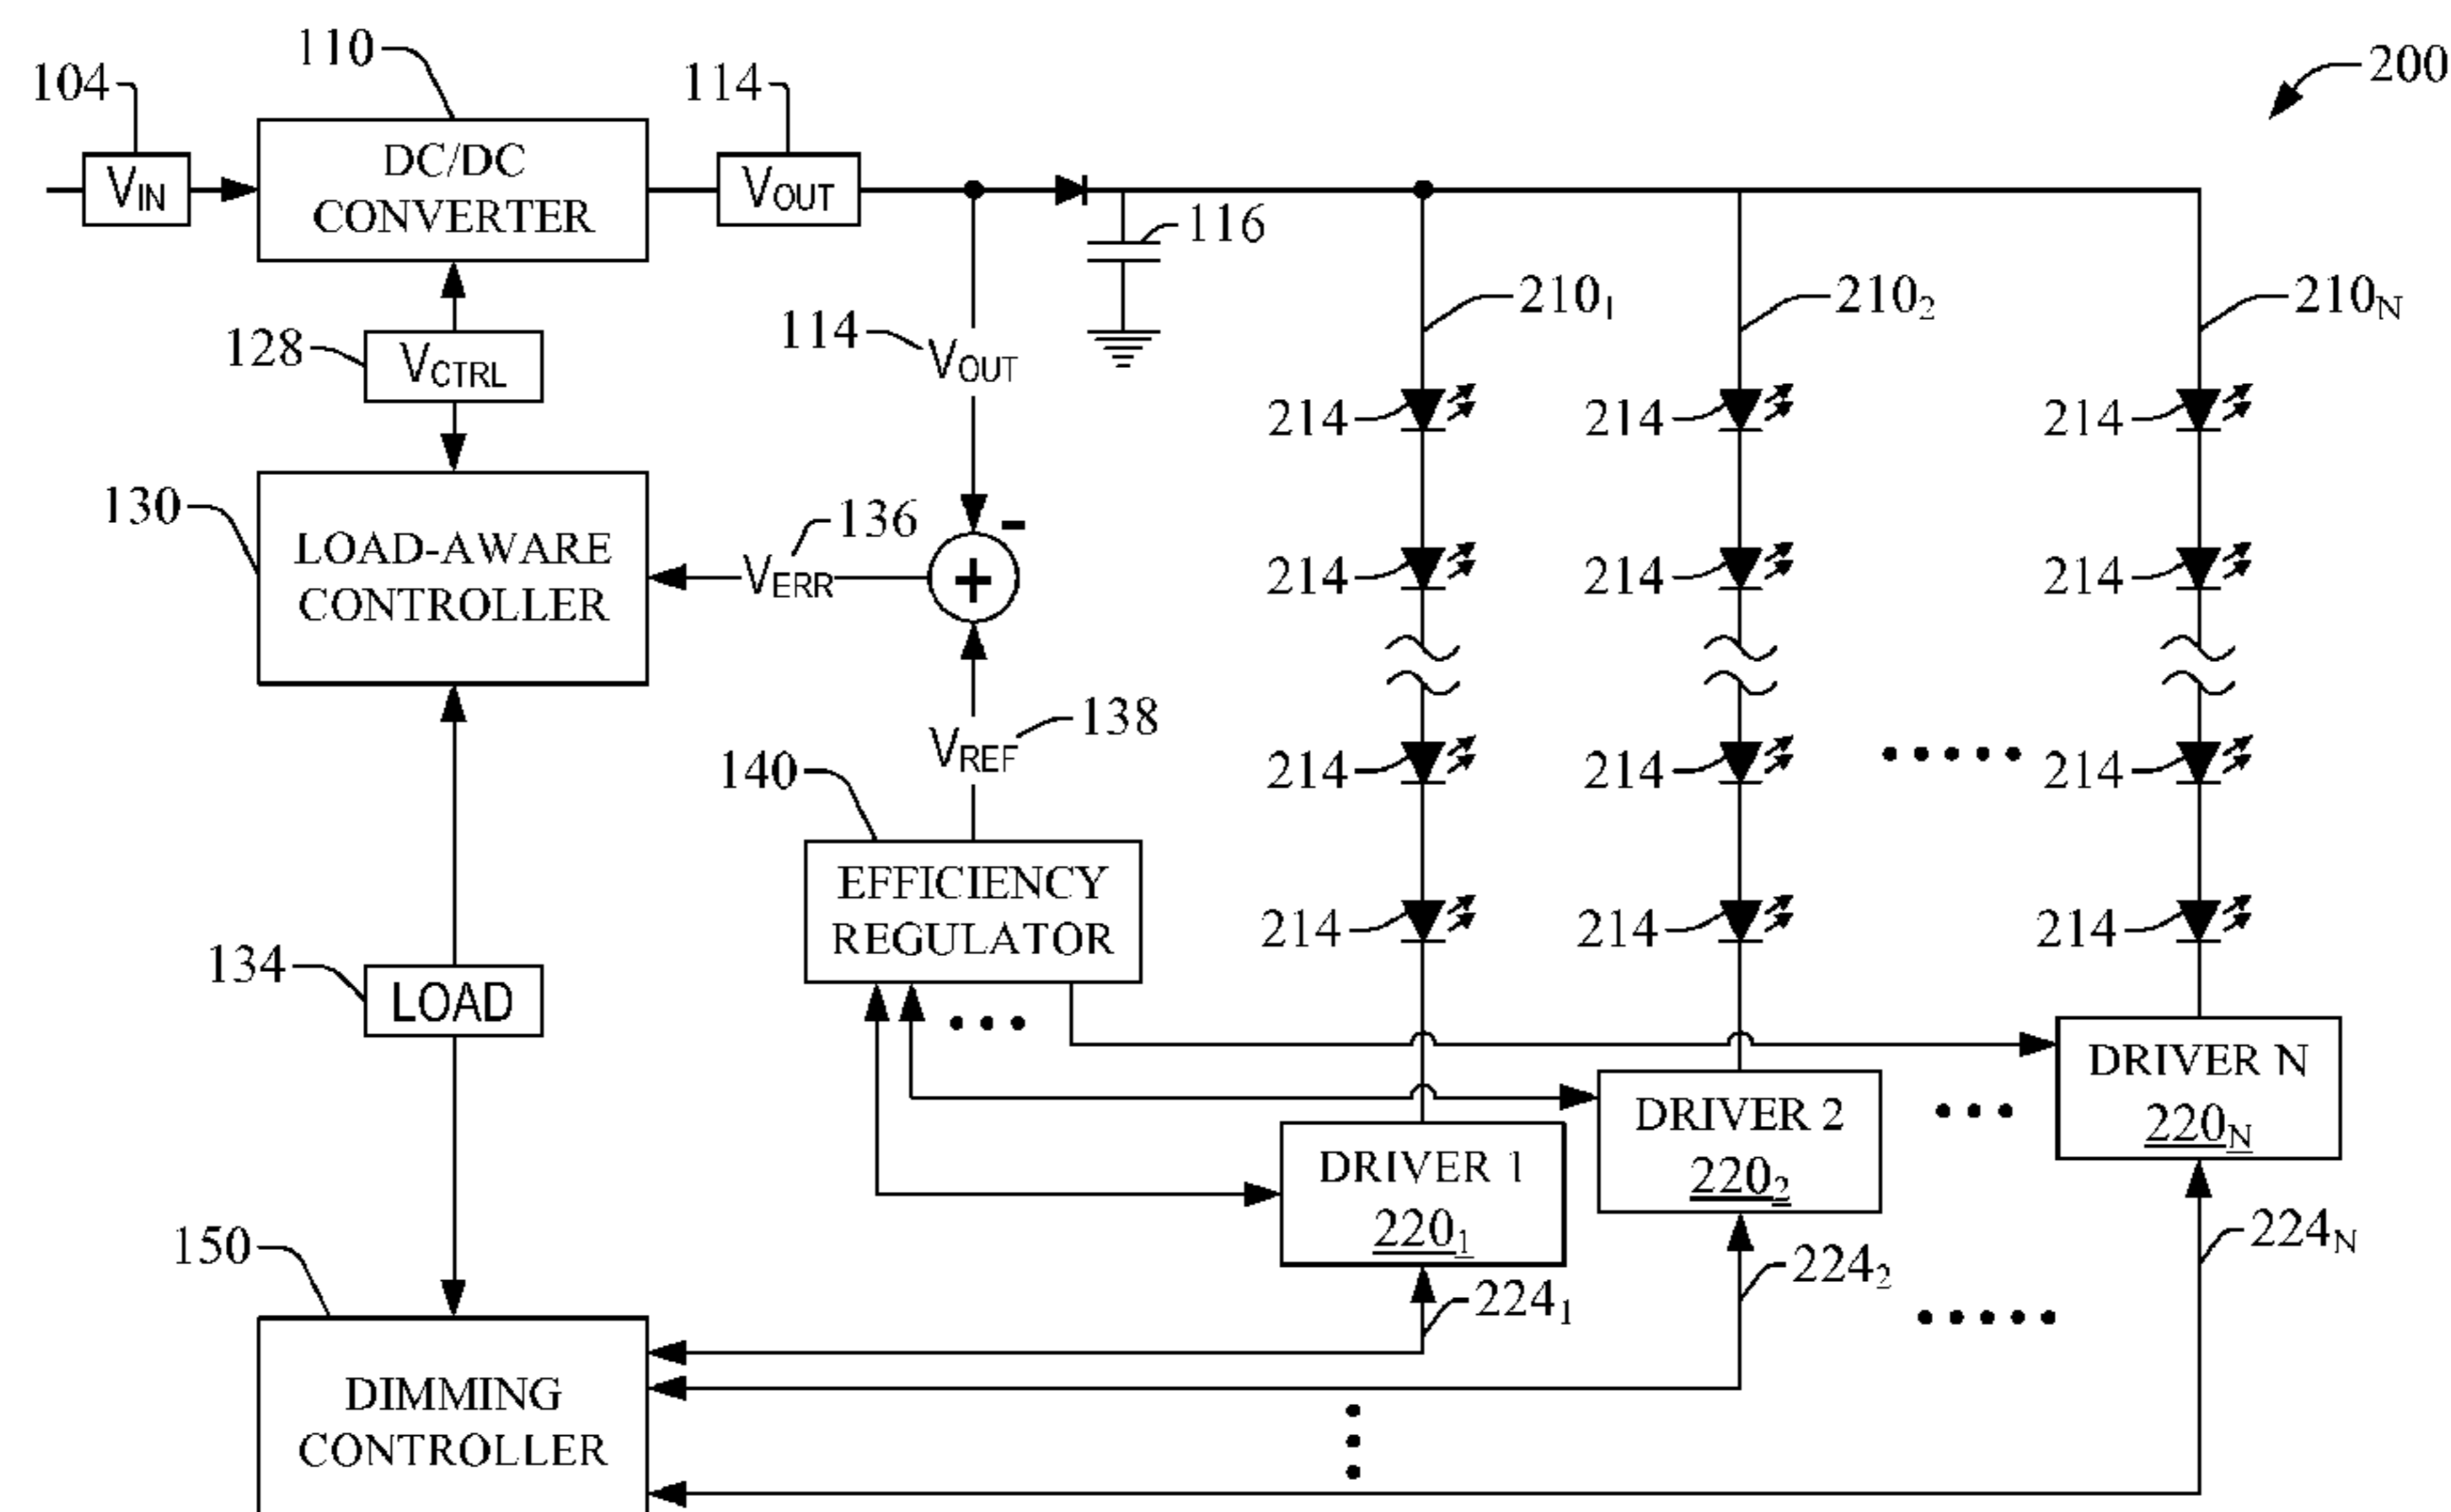 110
104
114
200
VIN
DC/DC
CONVERTER
VOUT
116
128
VCTRL
114
VOUT
210₁
210₂
210N
214
214
214
130
LOAD-AWARE
CONTROLLER
136
VERR
+
-
214
214
214
138
VREF
140
214
214
214
EFFICIENCY
REGULATOR
214
214
214
134
LOAD
DRIVER N
220N
DRIVER 2
220₂
DRIVER 1
220₁
150
224N
224₂
224₁
DIMMING
CONTROLLER